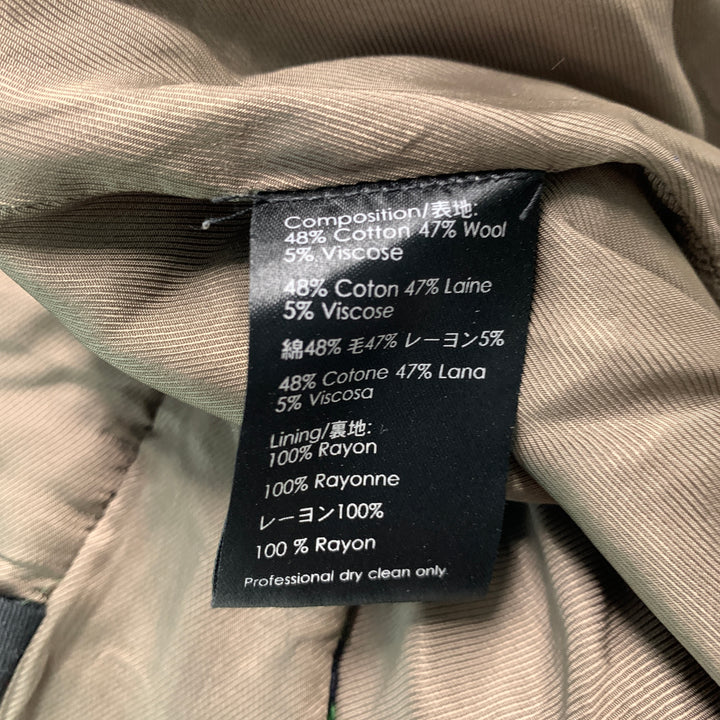 Composition/表地:
48% Cotton 47% Wool
5% Viscose
48% Coton 47% Laine
5% Viscose
綿48% 毛47% レーヨン5%
48% Cotone 47% Lana
5% Viscosa
Lining/裏地:
100% Rayon
100% Rayonne
レーヨン100%
100 % Rayon
Professional dry clean only